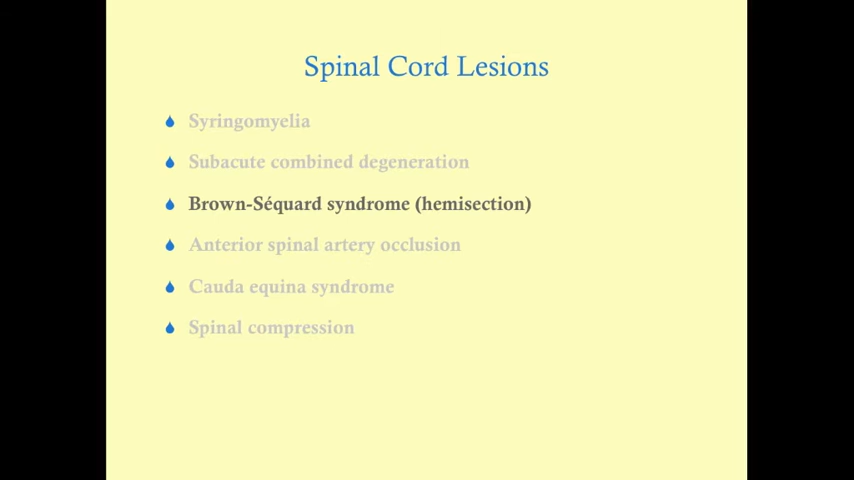 Spinal Cord Lesions
Syringomyelia
Subacute combined degeneration
Brown-Séquard syndrome (hemisection)
Anterior spinal artery occlusion
Cauda equina syndrome
Spinal compression